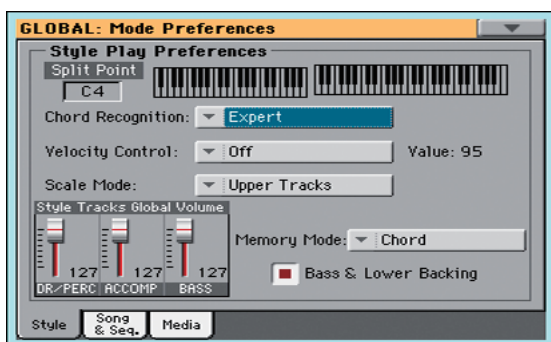 GLOBAL: Mode Preferences
Style Play Preferences
Split Point
C4
Chord Recognition: Expert
Velocity Control: Off Value: 95
Scale Mode: Upper Tracks
Style Tracks Global Volume
Memory Mode: Chord
127 127 127
Bass & Lower Backing
DR/PERC ACCOMP BASS
Style Song & Seq. Media